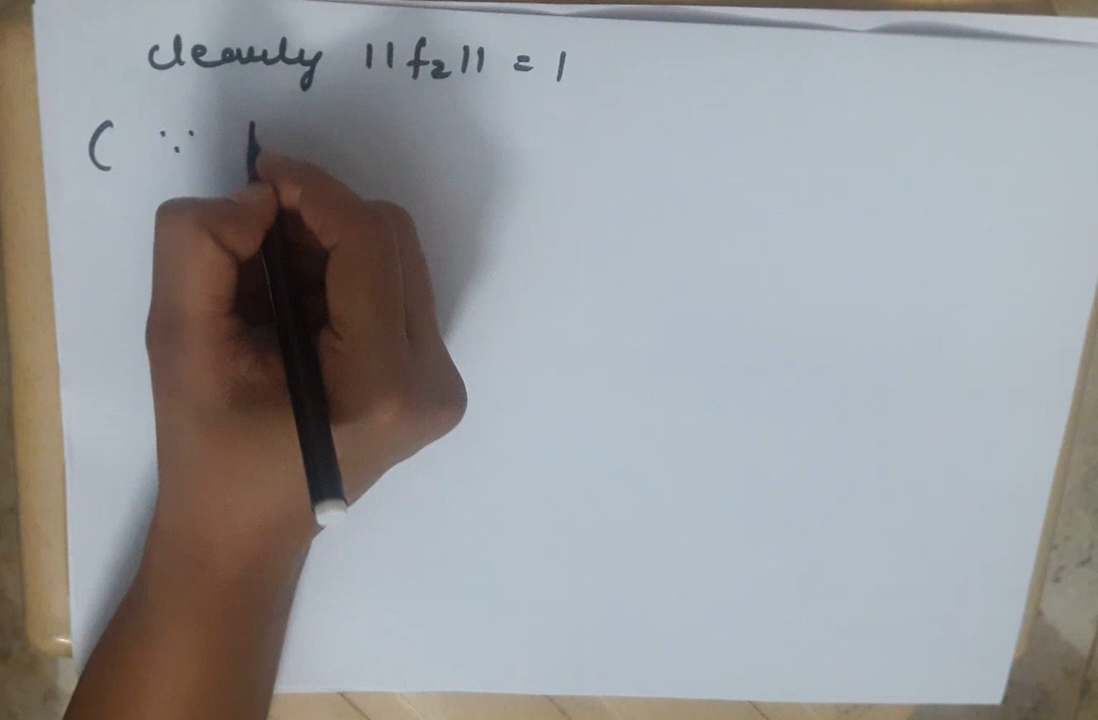 clearly ||f₂|| = 1
( ∵ |